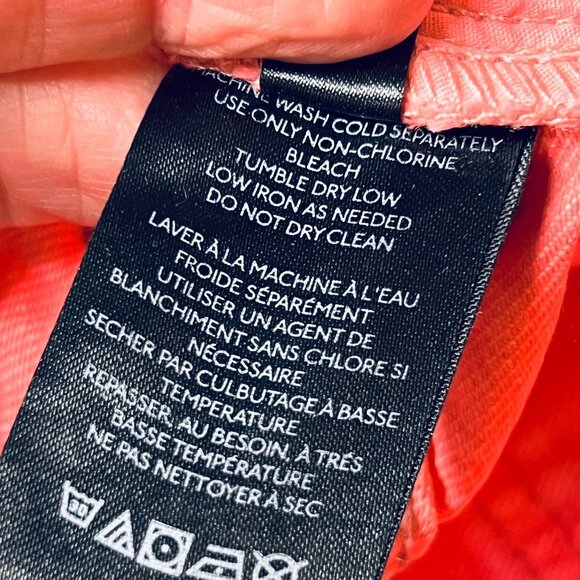 MACHINE WASH COLD SEPARATELY
USE ONLY NON-CHLORINE
BLEACH
TUMBLE DRY LOW
LOW IRON AS NEEDED
DO NOT DRY CLEAN
LAVER À LA MACHINE À L'EAU
FROIDE SÉPARÉMENT
UTILISER UN AGENT DE
BLANCHIMENT SANS CHLORE SI
NÉCESSAIRE
SECHER PAR CULBUTAGE À BASSE
TEMPERATURE
REPASSER, AU BESOIN, À TRÉS
BASSE TEMPÉRATURE
NE PAS NETTOYER À SEC
30